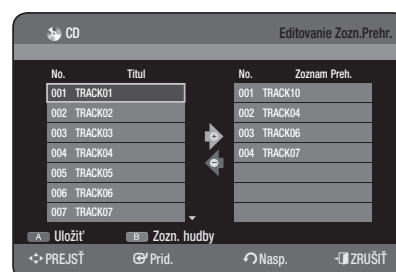 CD
Editovanie Zozn.Prehr.
No. Titul No. Zoznam Preh.
001 TRACK01 001 TRACK10
002 TRACK02 002 TRACK04
003 TRACK03 003 TRACK06
004 TRACK04 004 TRACK07
005 TRACK05
006 TRACK06
007 TRACK07
A Uložiť B Zozn. hudby
PREJSŤ Prid. Nasp. ZRUŠIŤ